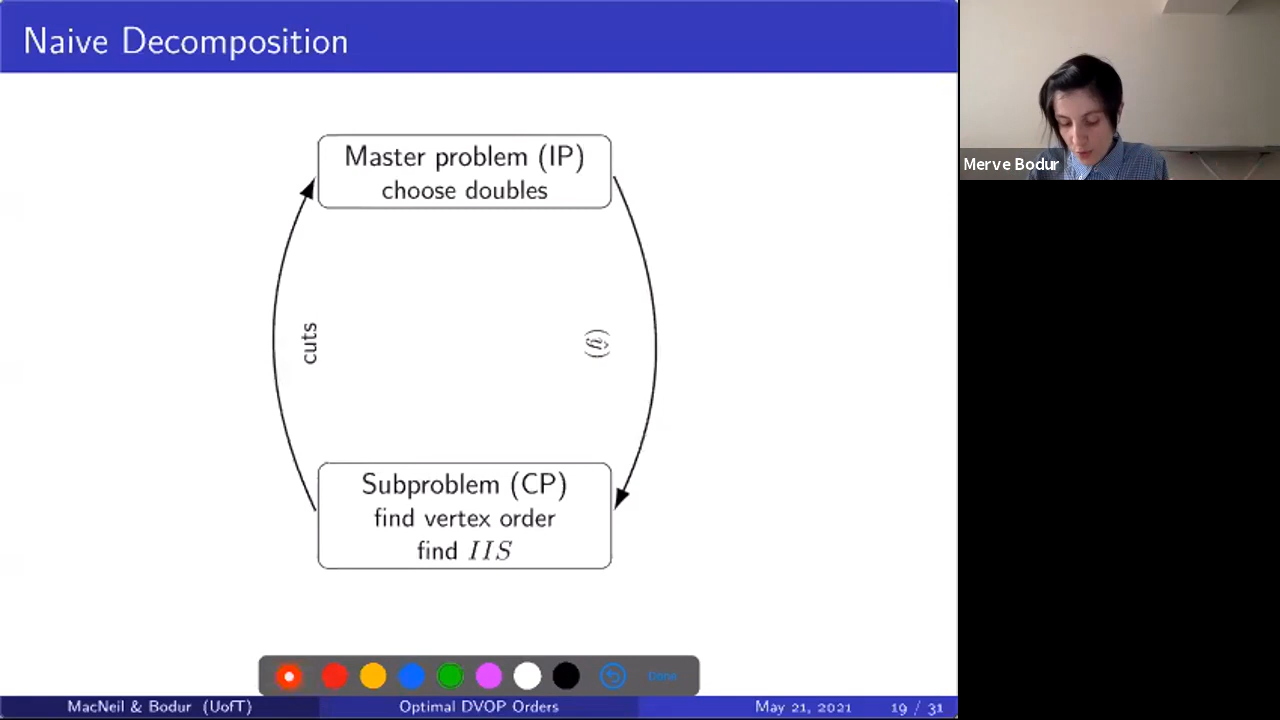 Naive Decomposition
Master problem (IP)
choose doubles
cuts
(ŷ)
Subproblem (CP)
find vertex order
find IIS
Done
MacNeil & Bodur (UofT)
Optimal DVOP Orders
May 21, 2021
19 / 31
Merve Bodur